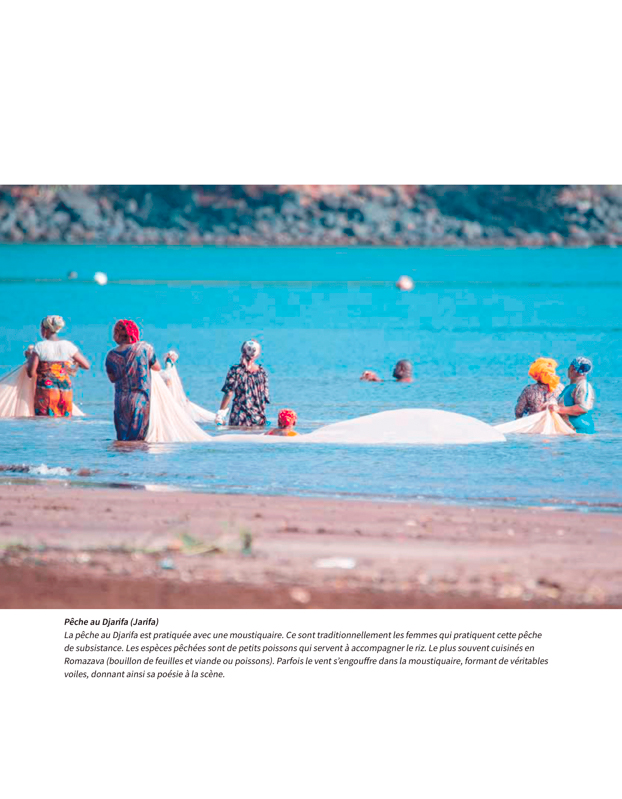 Pêche au Djarifa (Jarifa)
La pêche au Djarifa est pratiquée avec une moustiquaire. Ce sont traditionnellement les femmes qui pratiquent cette pêche
de subsistance. Les espèces pêchées sont de petits poissons qui servent à accompagner le riz. Le plus souvent cuisinés en
Romazava (bouillon de feuilles et viande ou poissons). Parfois le vent s'engouffre dans la moustiquaire, formant de véritables
voiles, donnant ainsi sa poésie à la scène.